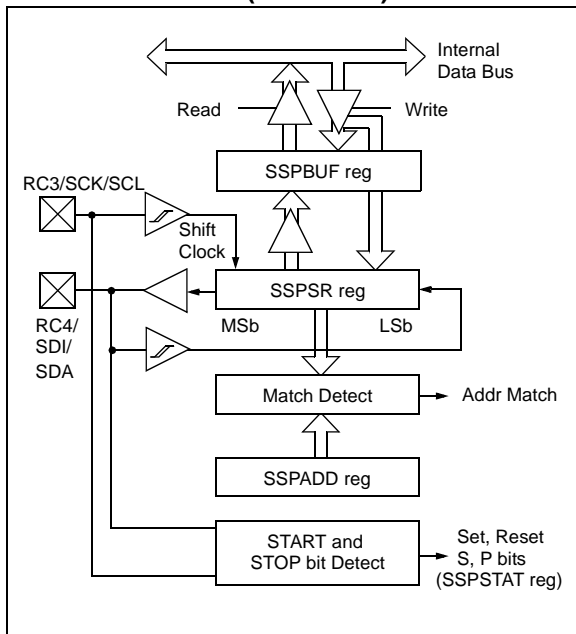 Internal
Data Bus
Read
Write
SSPBUF reg
RC3/SCK/SCL
Shift
Clock
SSPSR reg
MSb
LSb
RC4/
SDI/
SDA
Match Detect
Addr Match
SSPADD reg
START and
STOP bit Detect
Set, Reset
S, P bits
(SSPSTAT reg)